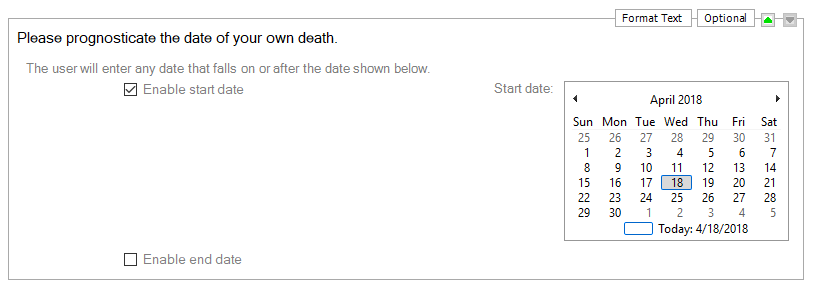 Format Text Optional
Please prognosticate the date of your own death.
The user will enter any date that falls on or after the date shown below.
Enable start date
Start date:
April 2018
Sun Mon Tue Wed Thu Fri Sat
25 26 27 28 29 30 31
1 2 3 4 5 6 7
8 9 10 11 12 13 14
15 16 17 18 19 20 21
22 23 24 25 26 27 28
29 30 1 2 3 4 5
Today: 4/18/2018
Enable end date